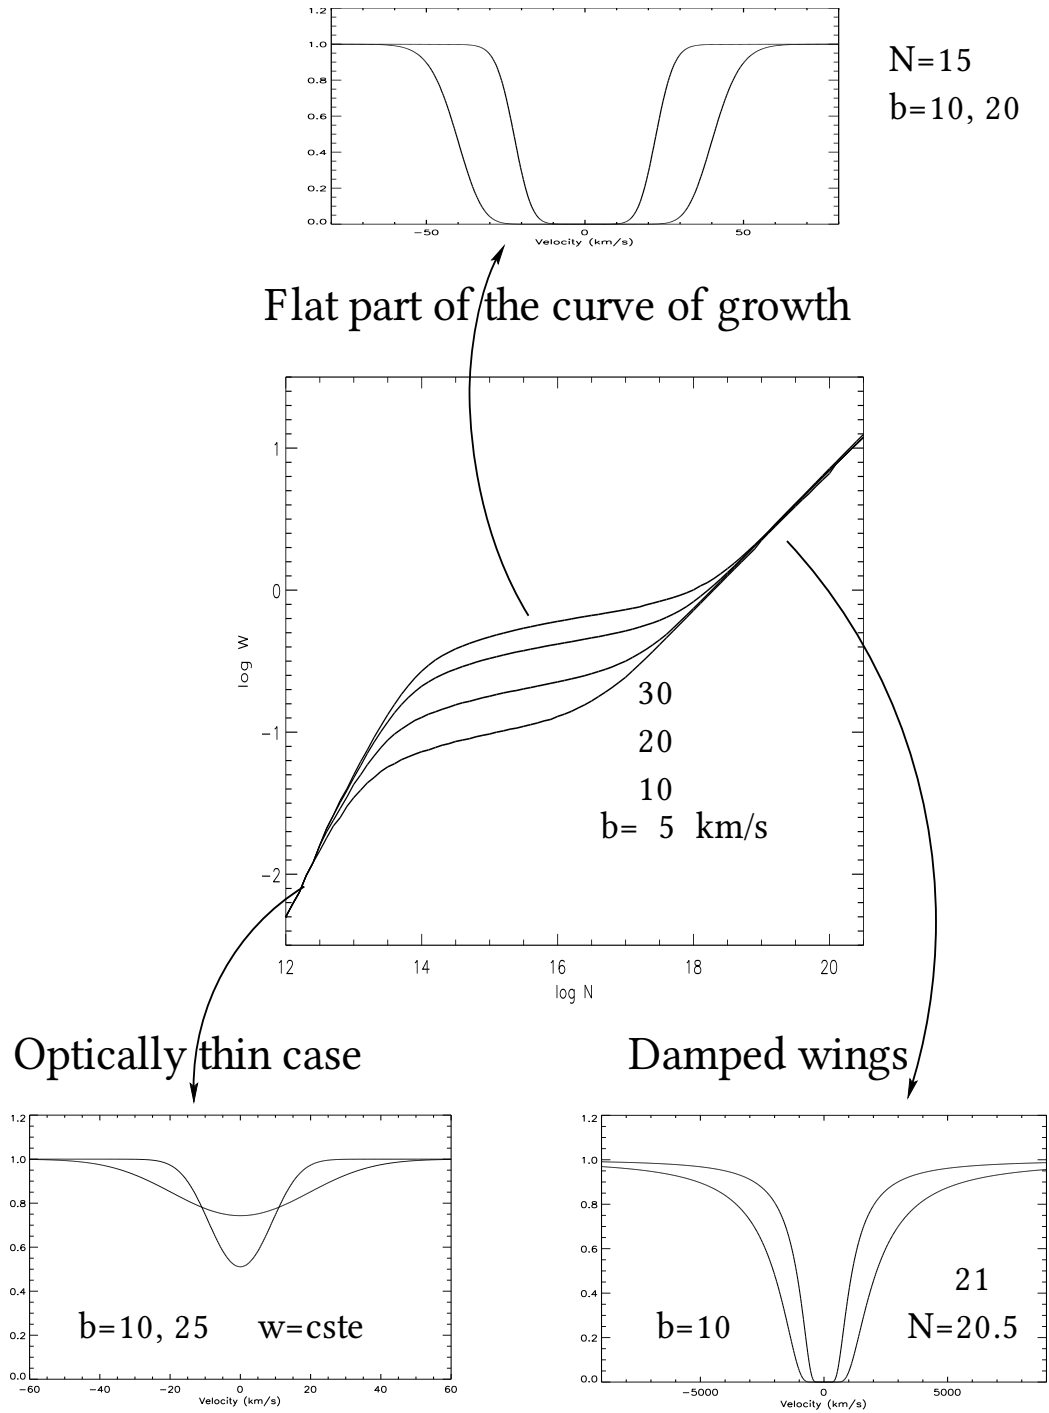 1.2
1.0
0.8
0.6
0.4
0.2
0.0
−50 0 50
Velocity (km/s)
N=15
b=10, 20
Flat part of the curve of growth
1
0
−1
−2
log W
30
20
10
b= 5 km/s
12 14 16 18 20
log N
Optically thin case
Damped wings
1.2
1.0
0.8
0.6
0.4
0.2
0.0
b=10, 25 w=cste
−60 −40 −20 0 20 40 60
Velocity (km/s)
1.2
1.0
0.8
0.6
0.4
0.2
0.0
21
b=10 N=20.5
−5000 0 5000
Velocity (km/s)